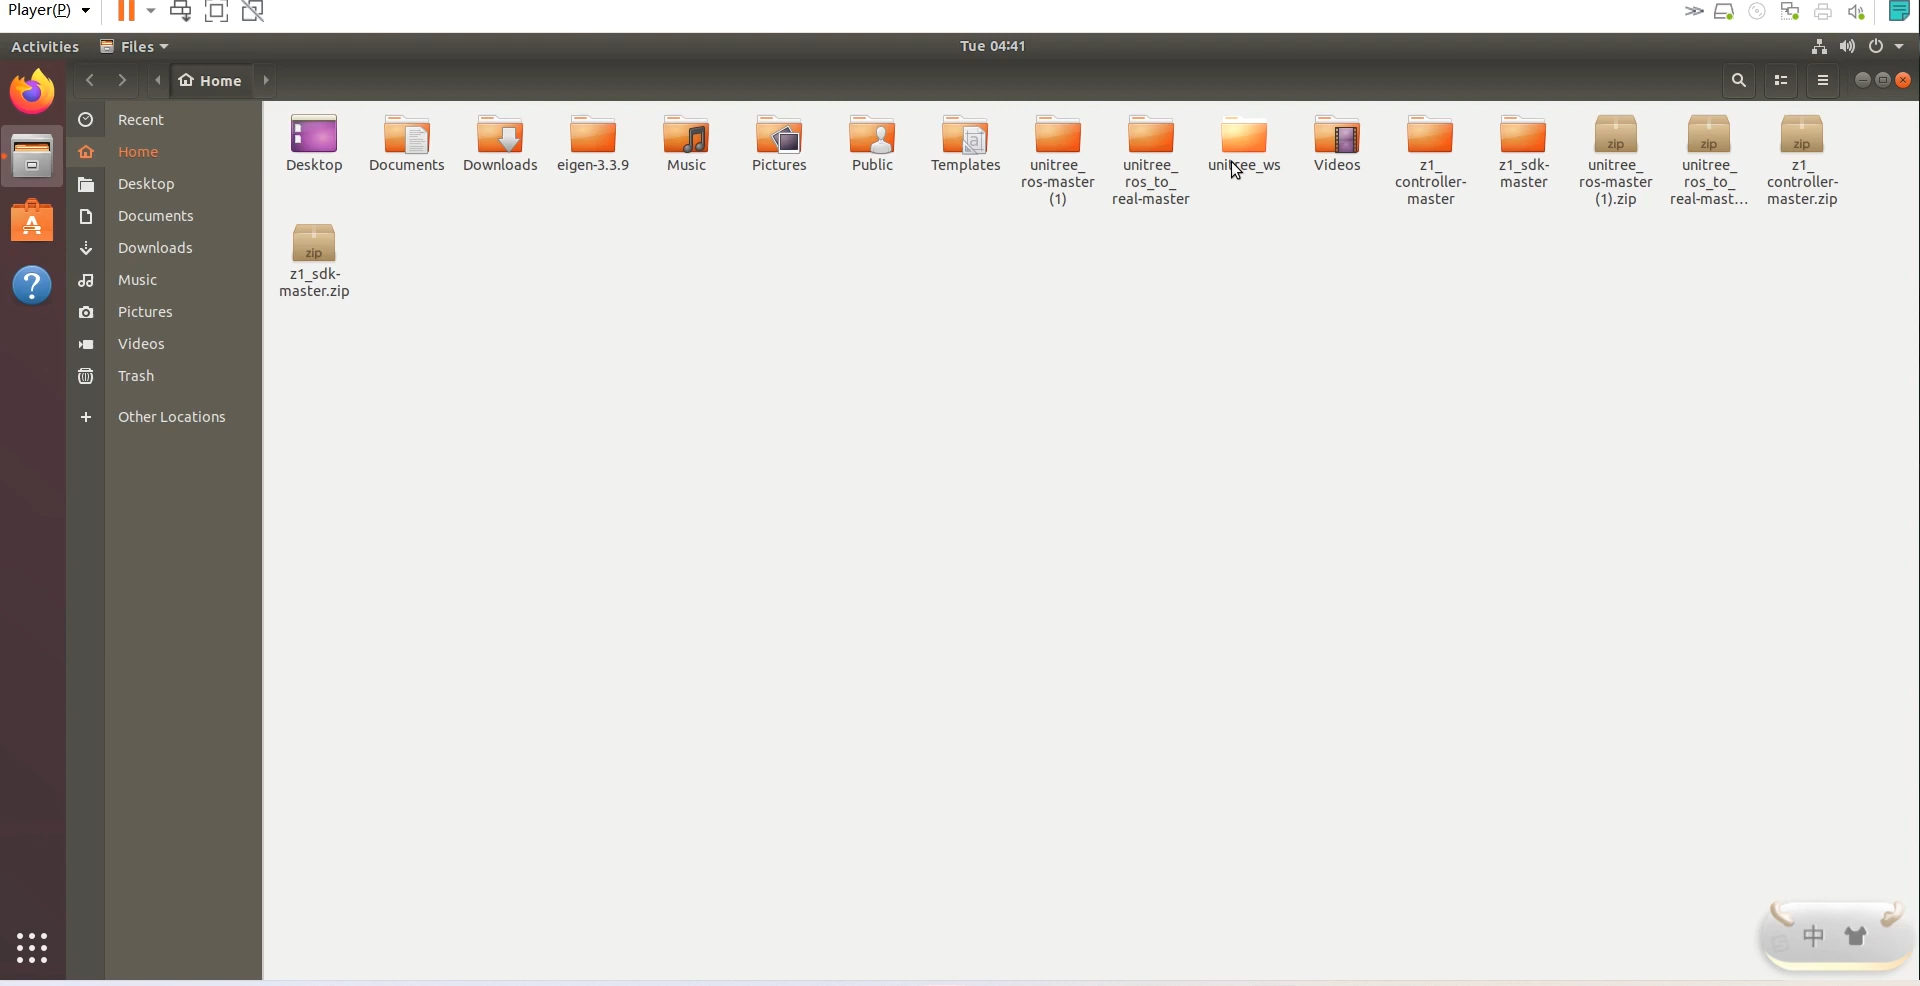 Player(P)
Activities Files Tue 04:41
Home
Recent
Home
Desktop
Documents
Downloads
Music
Pictures
Videos
Trash
Other Locations
Desktop
Documents
Downloads
eigen-3.3.9
Music
Pictures
Public
Templates
unitree_
ros-master
(1)
unitree_
ros_to_
real-master
unitree_ws
Videos
z1_
controller-
master
z1_sdk-
master
zip
unitree_
ros-master
(1).zip
zip
unitree_
ros_to_
real-mast...
zip
z1_
controller-
master.zip
zip
z1_sdk-
master.zip
中